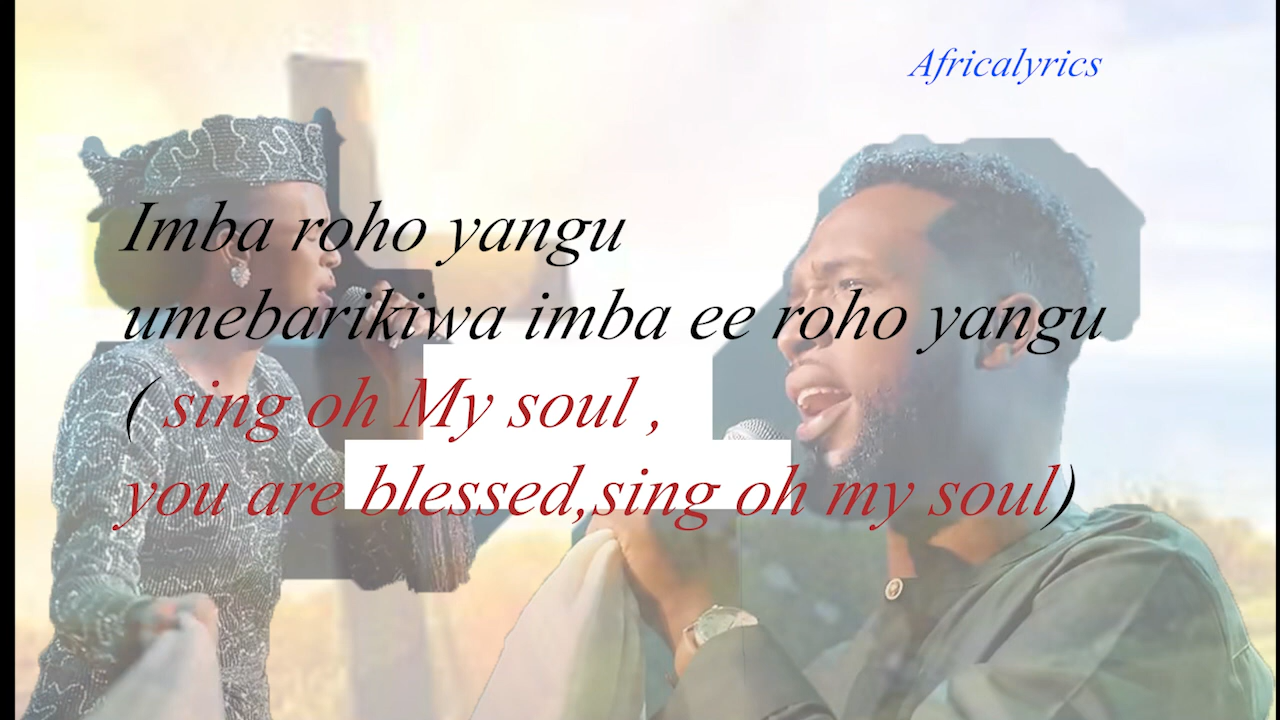 Africalyrics
Imba roho yangu
umebarikiwa imba ee roho yangu
( sing oh My soul ,
you are blessed,sing oh my soul)